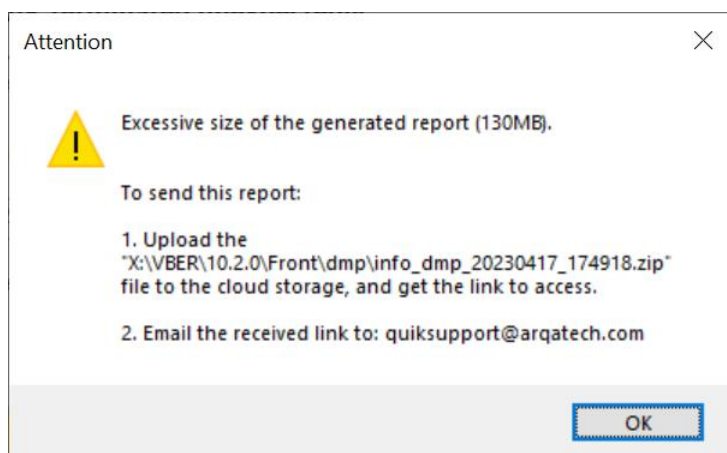 Attention
Excessive size of the generated report (130MB).
To send this report:
1. Upload the
"X:\VBER\10.2.0\Front\dmp\info_dmp_20230417_174918.zip"
file to the cloud storage, and get the link to access.
2. Email the received link to: quiksupport@arqatech.com
OK